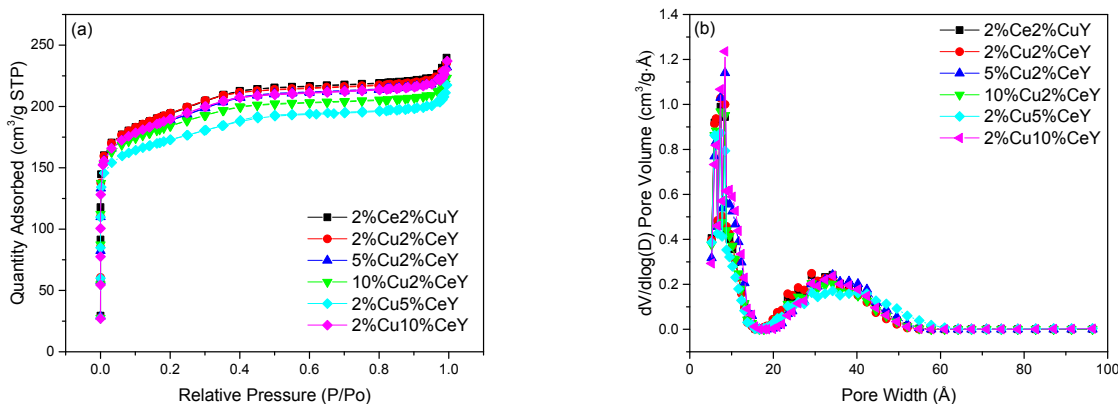 (a)
Quantity Adsorbed (cm³/g STP)
250
200
150
100
50
0
2%Ce2%CuY
2%Cu2%CeY
5%Cu2%CeY
10%Cu2%CeY
2%Cu5%CeY
2%Cu10%CeY
0.0 0.2 0.4 0.6 0.8 1.0
Relative Pressure (P/Po)
(b)
dV/dlog(D) Pore Volume (cm³/g·Å)
1.4
1.2
1.0
0.8
0.6
0.4
0.2
0.0
2%Ce2%CuY
2%Cu2%CeY
5%Cu2%CeY
10%Cu2%CeY
2%Cu5%CeY
2%Cu10%CeY
0 20 40 60 80 100
Pore Width (Å)